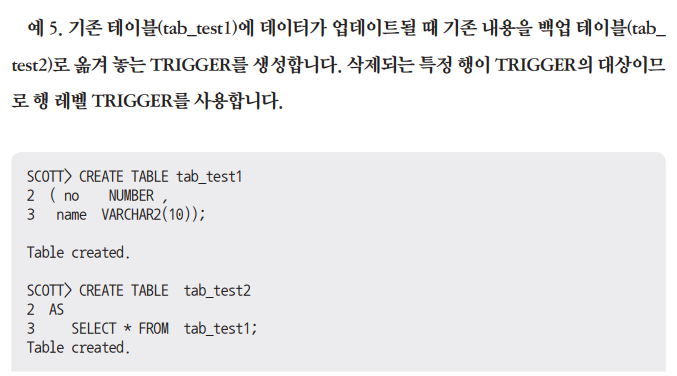 예 5. 기존 테이블(tab_test1)에 데이터가 업데이트될 때 기존 내용을 백업 테이블(tab_
test2)로 옮겨 놓는 TRIGGER를 생성합니다. 삭제되는 특정 행이 TRIGGER의 대상이므
로 행 레벨 TRIGGER를 사용합니다.
SCOTT> CREATE TABLE tab_test1
2 ( no NUMBER ,
3 name VARCHAR2(10));
Table created.
SCOTT> CREATE TABLE tab_test2
2 AS
3 SELECT * FROM tab_test1;
Table created.